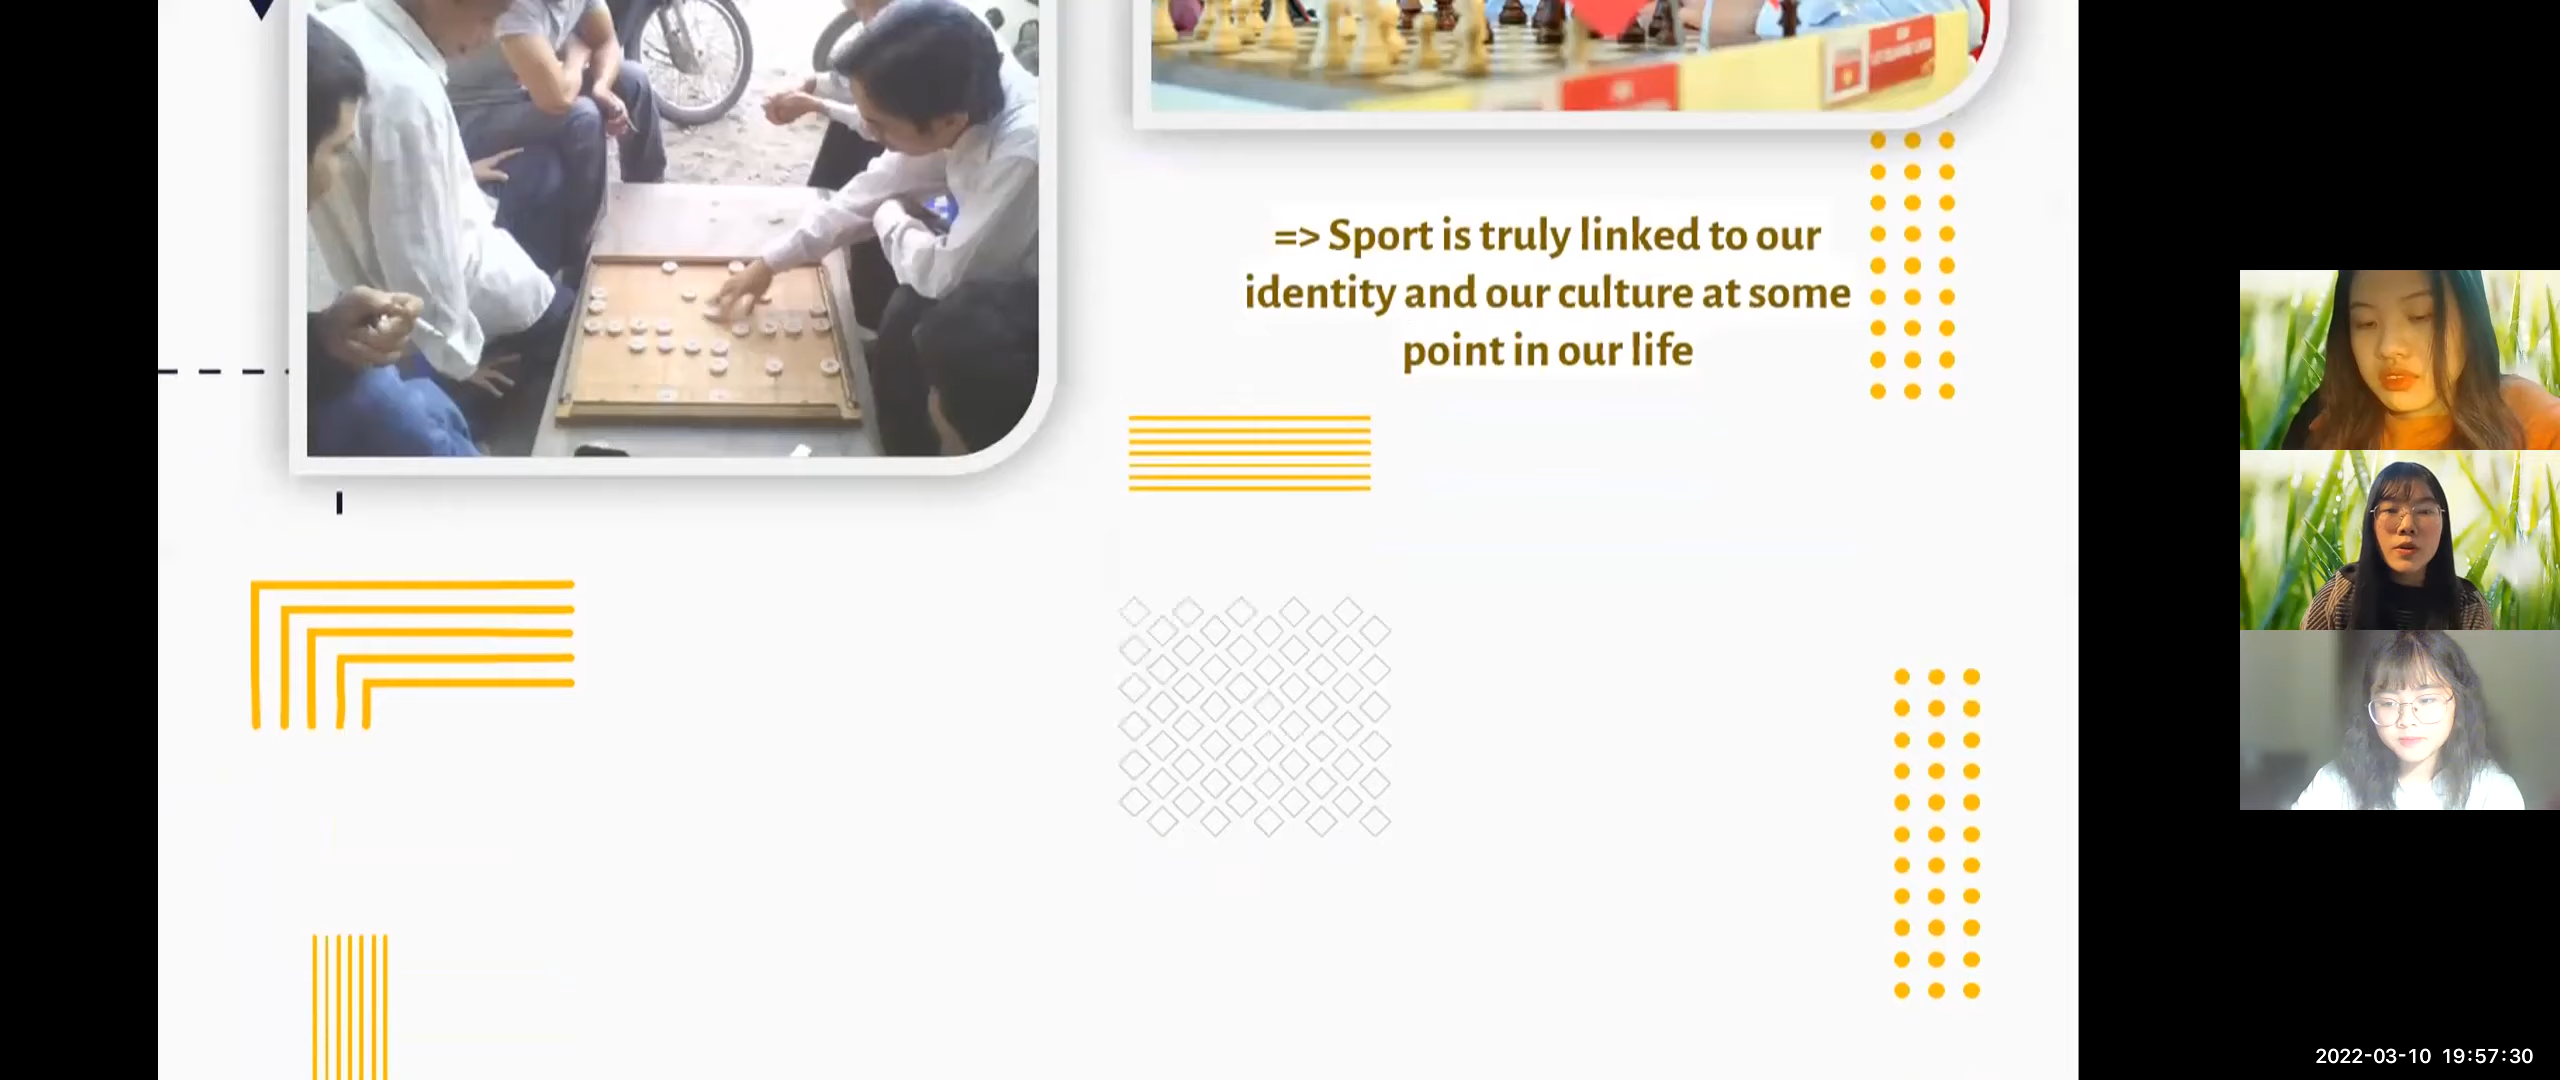 => Sport is truly linked to our
identity and our culture at some
point in our life
2022-03-10 19:57:30